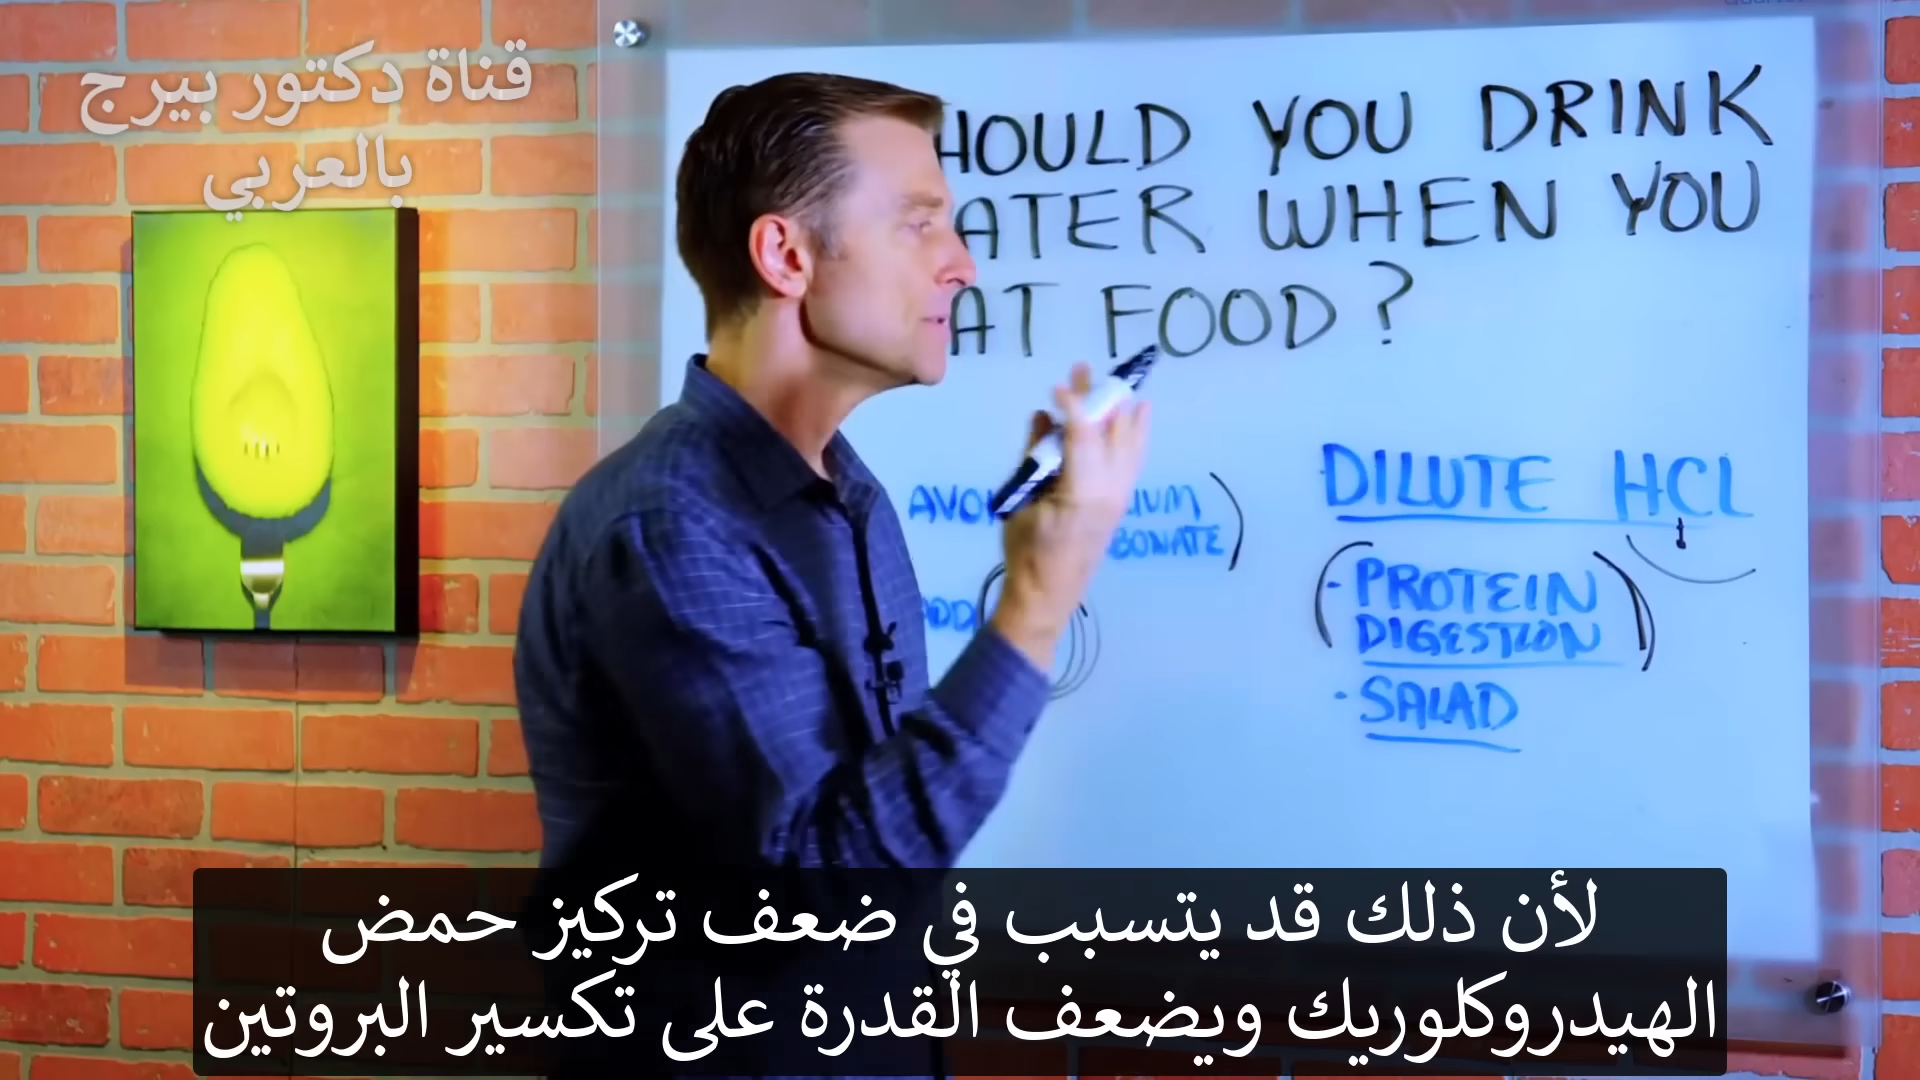 قناة دكتور بيرج
بالعربي
HOULD YOU DRINK
ATER WHEN YOU
AT FOOD?
DILUTE HCL
- PROTEIN
DIGESTION
- SALAD
لأن ذلك قد يتسبب في ضعف تركيز حمض
الهيدروكلوريك ويضعف القدرة على تكسير البروتين